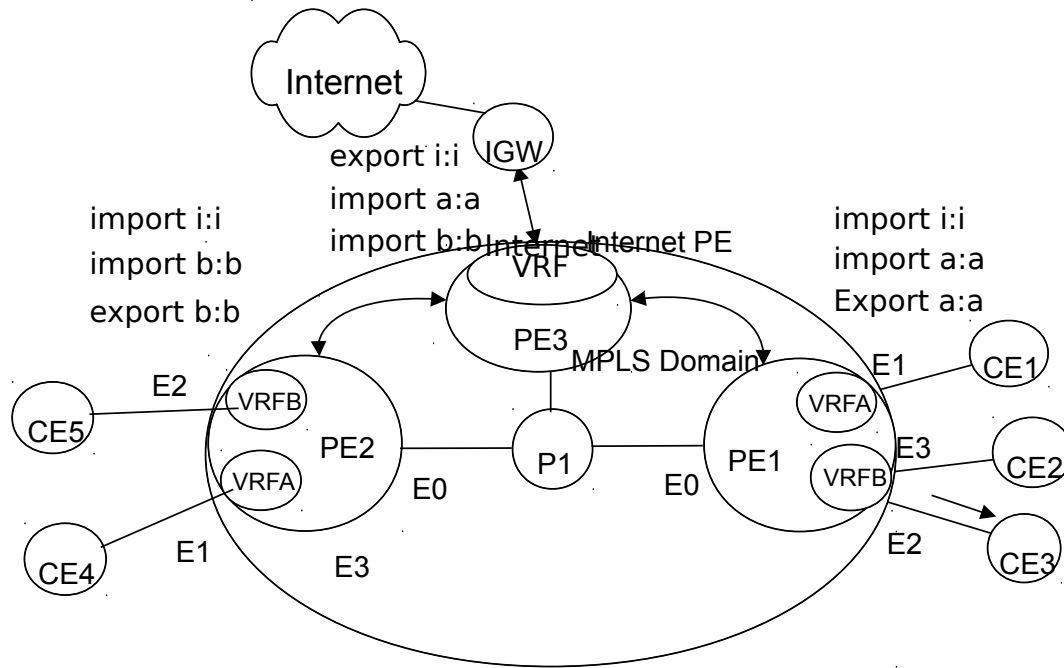 Internet
IGW
export i:i
import a:a
import b:b
import i:i
import b:b
export b:b
import i:i
import a:a
Export a:a
Internet
VRF
Internet PE
PE3
MPLS Domain
E1
CE1
E2
VRFB
VRFA
CE5
PE2
P1
PE1
E3
VRFA
VRFB
CE2
E0
E0
CE4
E1
E3
E2
CE3